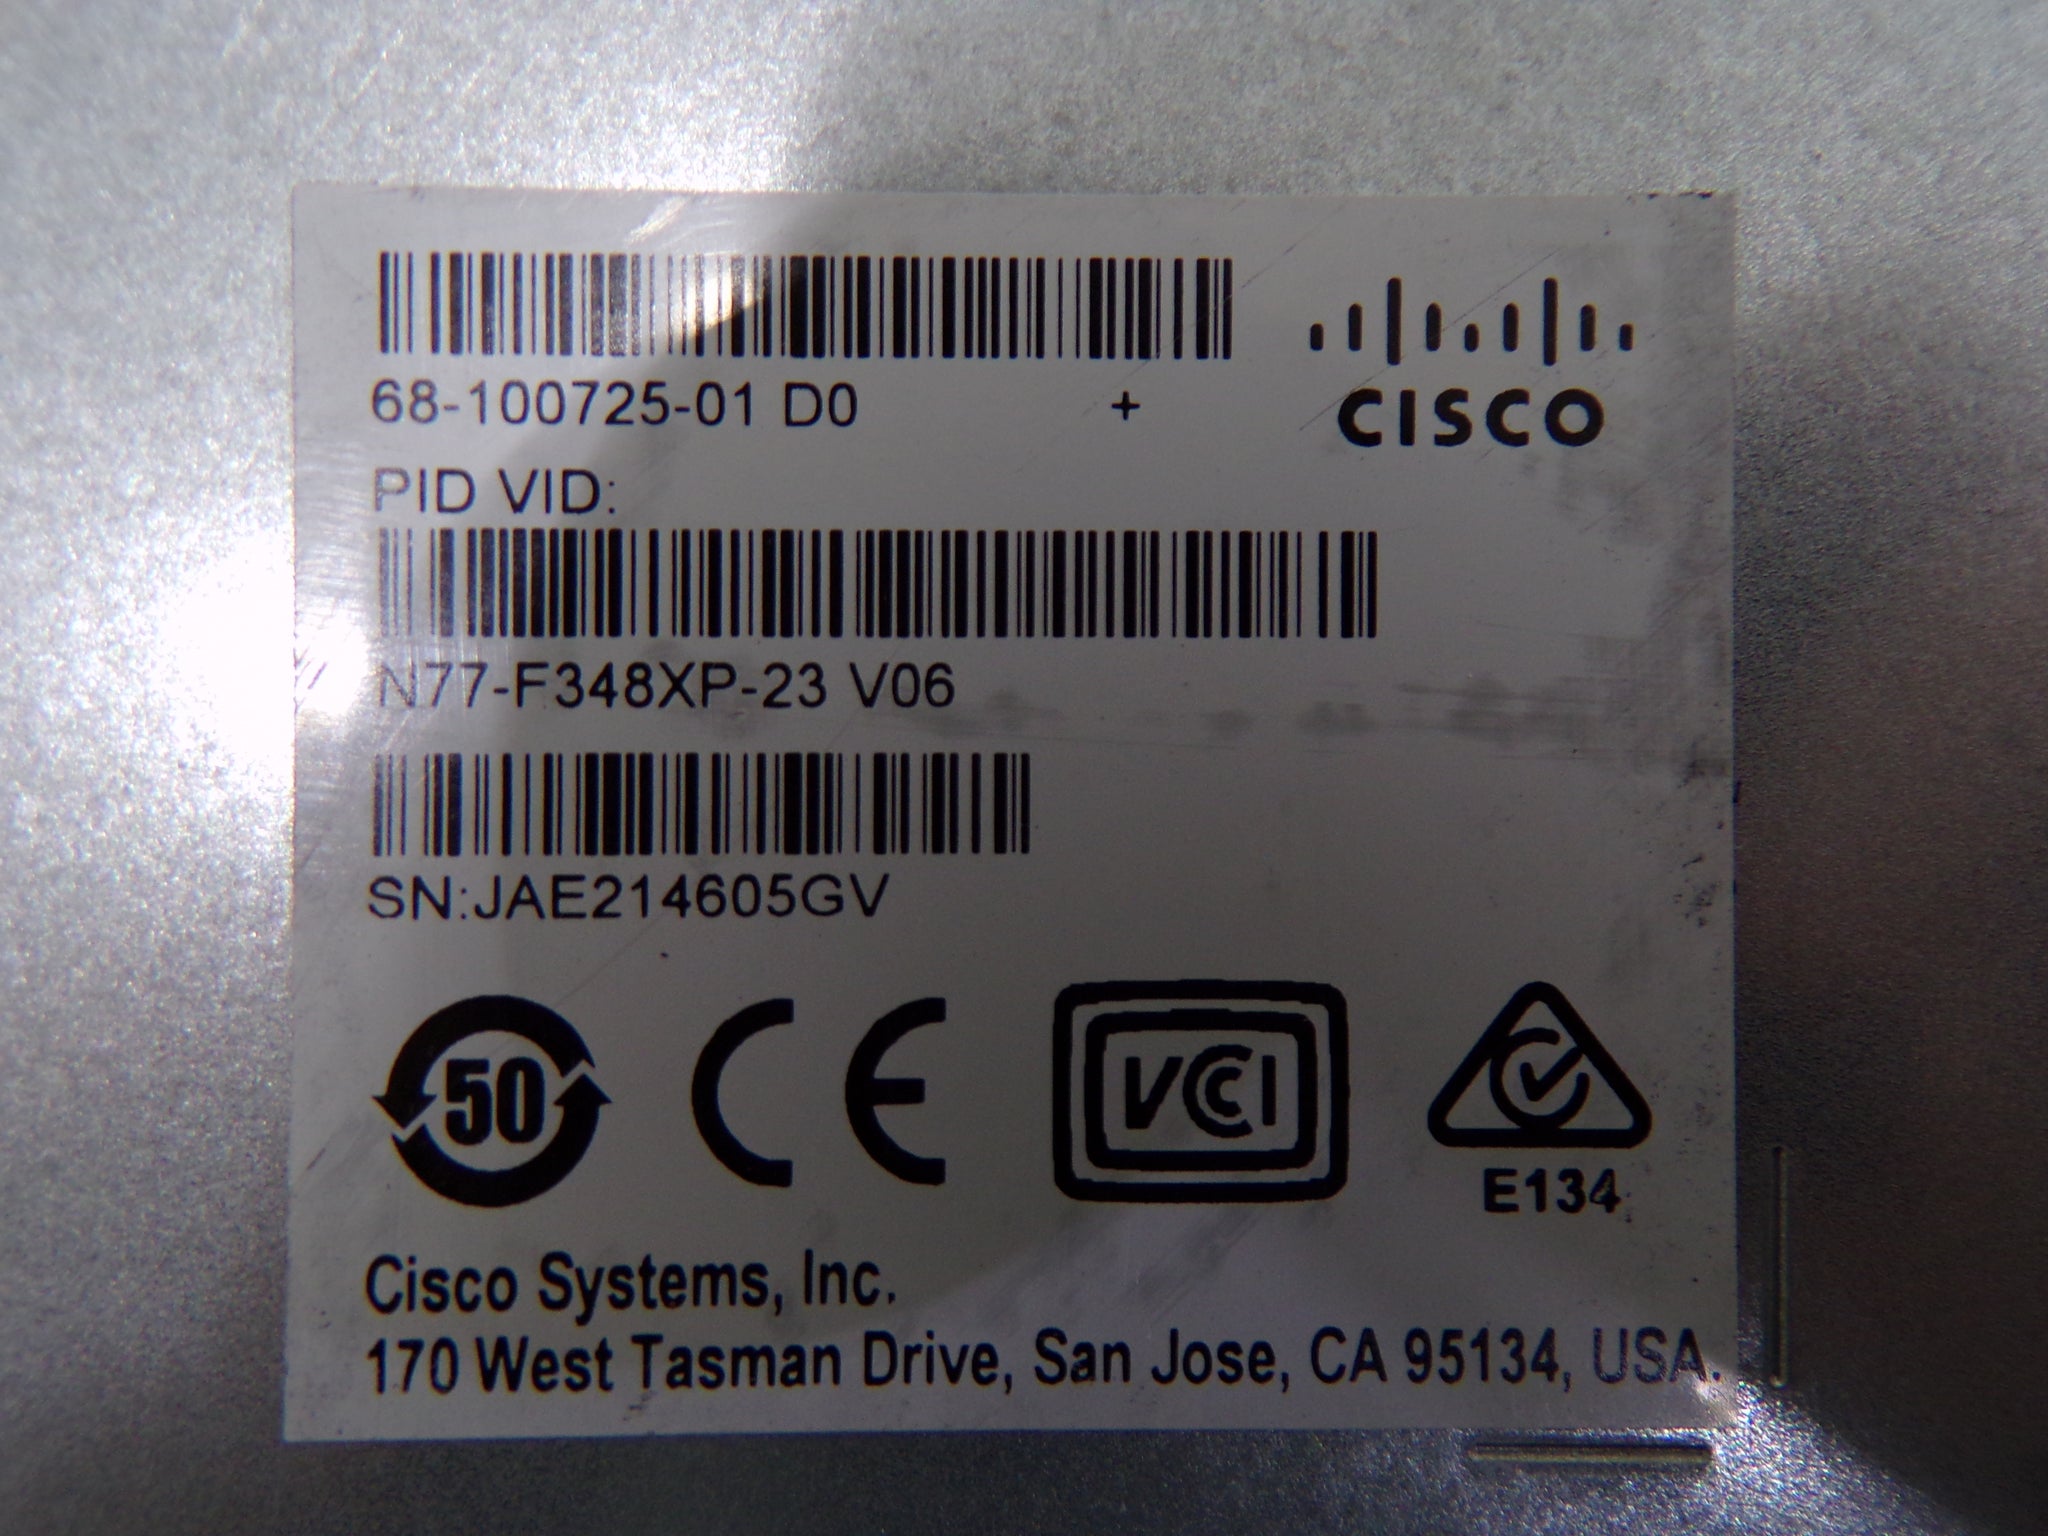 68-100725-01 D0 +
CISCO
PID VID:
N77-F348XP-23 V06
SN:JAE214605GV
50
CE
VCCI
E134
Cisco Systems, Inc.
170 West Tasman Drive, San Jose, CA 95134, USA.